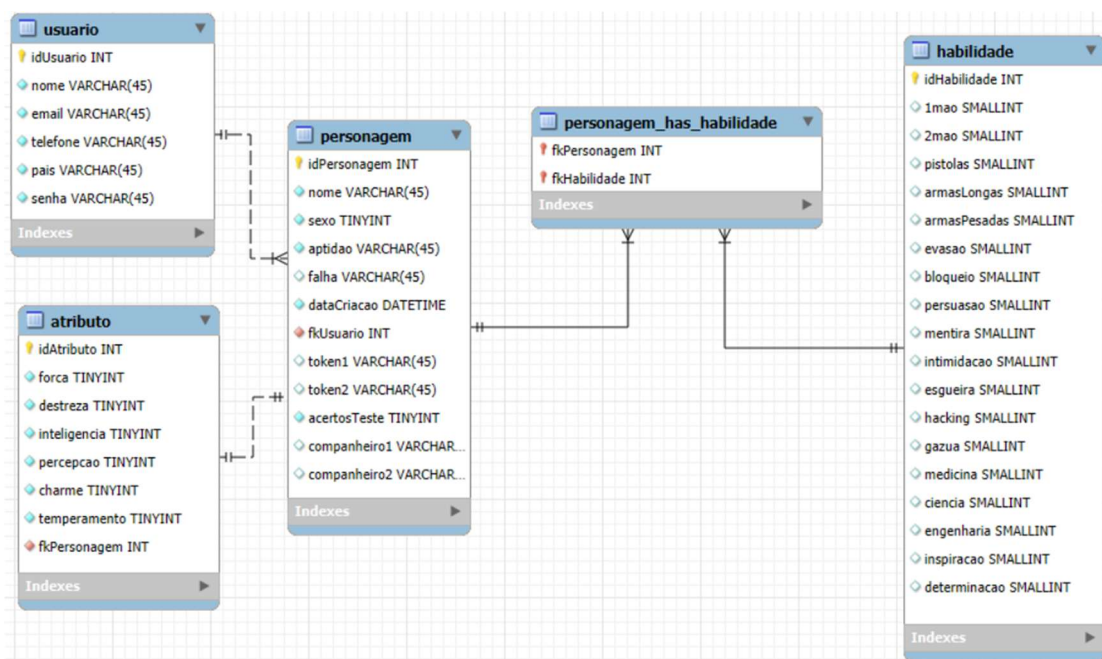 usuario
idUsuario INT
nome VARCHAR(45)
email VARCHAR(45)
telefone VARCHAR(45)
pais VARCHAR(45)
senha VARCHAR(45)
Indexes
atributo
idAtributo INT
forca TINYINT
destreza TINYINT
inteligencia TINYINT
percepcao TINYINT
charme TINYINT
temperamento TINYINT
fkPersonagem INT
Indexes
personagem
idPersonagem INT
nome VARCHAR(45)
sexo TINYINT
aptidao VARCHAR(45)
falha VARCHAR(45)
dataCriacao DATETIME
fkUsuario INT
token1 VARCHAR(45)
token2 VARCHAR(45)
acertosTeste TINYINT
companheiro1 VARCHAR...
companheiro2 VARCHAR...
Indexes
personagem_has_habilidade
fkPersonagem INT
fkHabilidade INT
Indexes
habilidade
idHabilidade INT
1mao SMALLINT
2mao SMALLINT
pistolas SMALLINT
armasLongas SMALLINT
armasPesadas SMALLINT
evasao SMALLINT
bloqueio SMALLINT
persuasao SMALLINT
mentira SMALLINT
intimidacao SMALLINT
esgueira SMALLINT
hacking SMALLINT
gazua SMALLINT
medicina SMALLINT
ciencia SMALLINT
engenharia SMALLINT
inspiracao SMALLINT
determinacao SMALLINT
Indexes